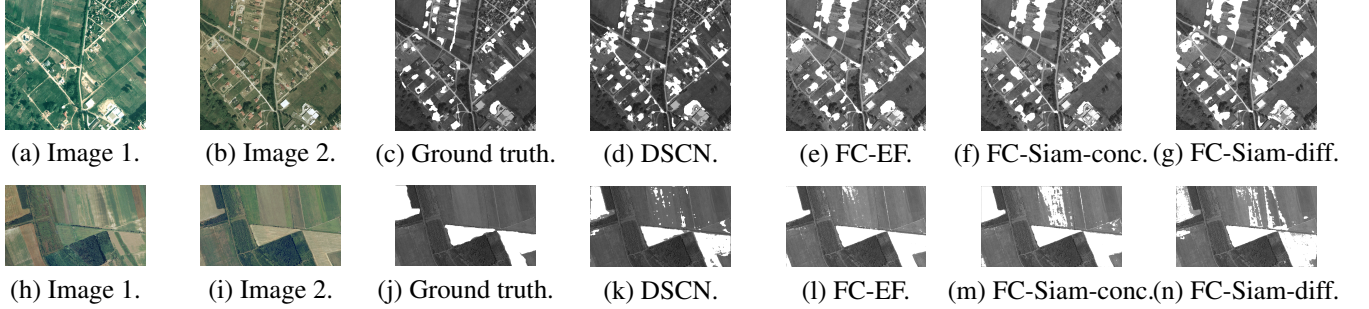 (a) Image 1. (b) Image 2. (c) Ground truth. (d) DSCN. (e) FC-EF. (f) FC-Siam-conc. (g) FC-Siam-diff.
(h) Image 1. (i) Image 2. (j) Ground truth. (k) DSCN. (l) FC-EF. (m) FC-Siam-conc. (n) FC-Siam-diff.